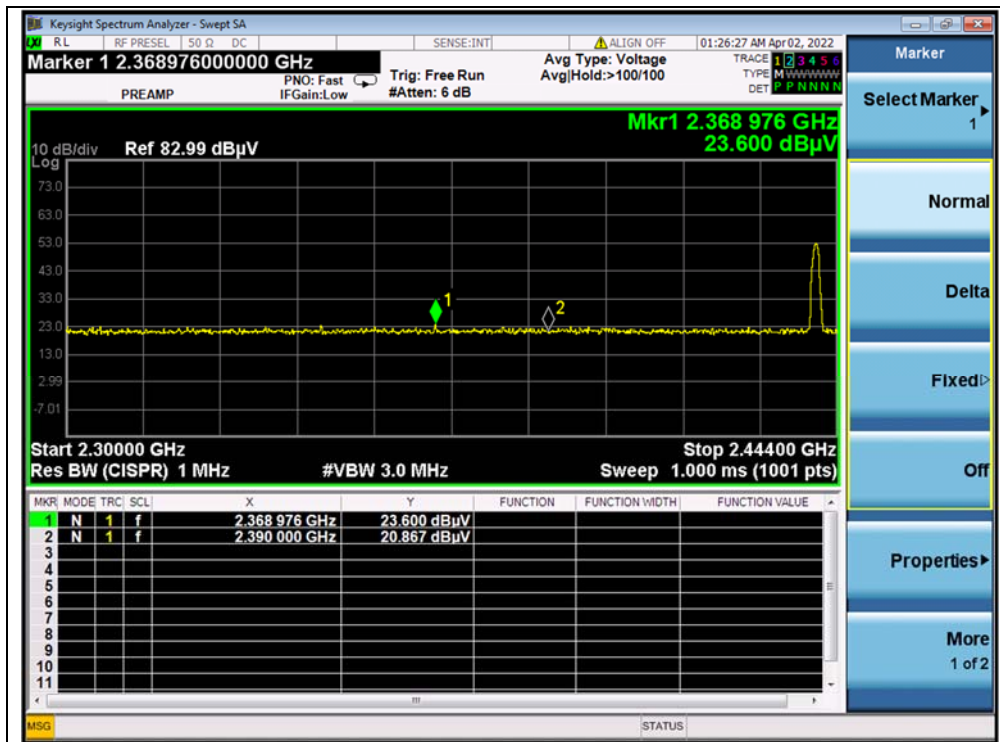 Keysight Spectrum Analyzer - Swept SA
RL RF PRESEL 50 Ω DC SENSE:INT ALIGN OFF 01:26:27 AM Apr 02, 2022
Marker 1 2.368976000000 GHz
PREAMP
PNO: Fast
IFGain:Low
Trig: Free Run
#Atten: 6 dB
Avg Type: Voltage
Avg|Hold:>100/100
TRACE 1 2 3 4 5 6
TYPE M W W W W W
DET P P N N N N
Mkr1 2.368 976 GHz
23.600 dBµV
10 dB/div Ref 82.99 dBµV
Log
73.0
63.0
53.0
43.0
33.0
23.0
13.0
2.99
-7.01
1
2
Start 2.30000 GHz Stop 2.44400 GHz
Res BW (CISPR) 1 MHz #VBW 3.0 MHz Sweep 1.000 ms (1001 pts)
MKR MODE TRC SCL X Y FUNCTION FUNCTION WIDTH FUNCTION VALUE
1 N 1 f 2.368 976 GHz 23.600 dBµV
2 N 1 f 2.390 000 GHz 20.867 dBµV
3
4
5
6
7
8
9
10
11
MSG STATUS
Marker
Select Marker
1
Normal
Delta
Fixed
Off
Properties
More
1 of 2